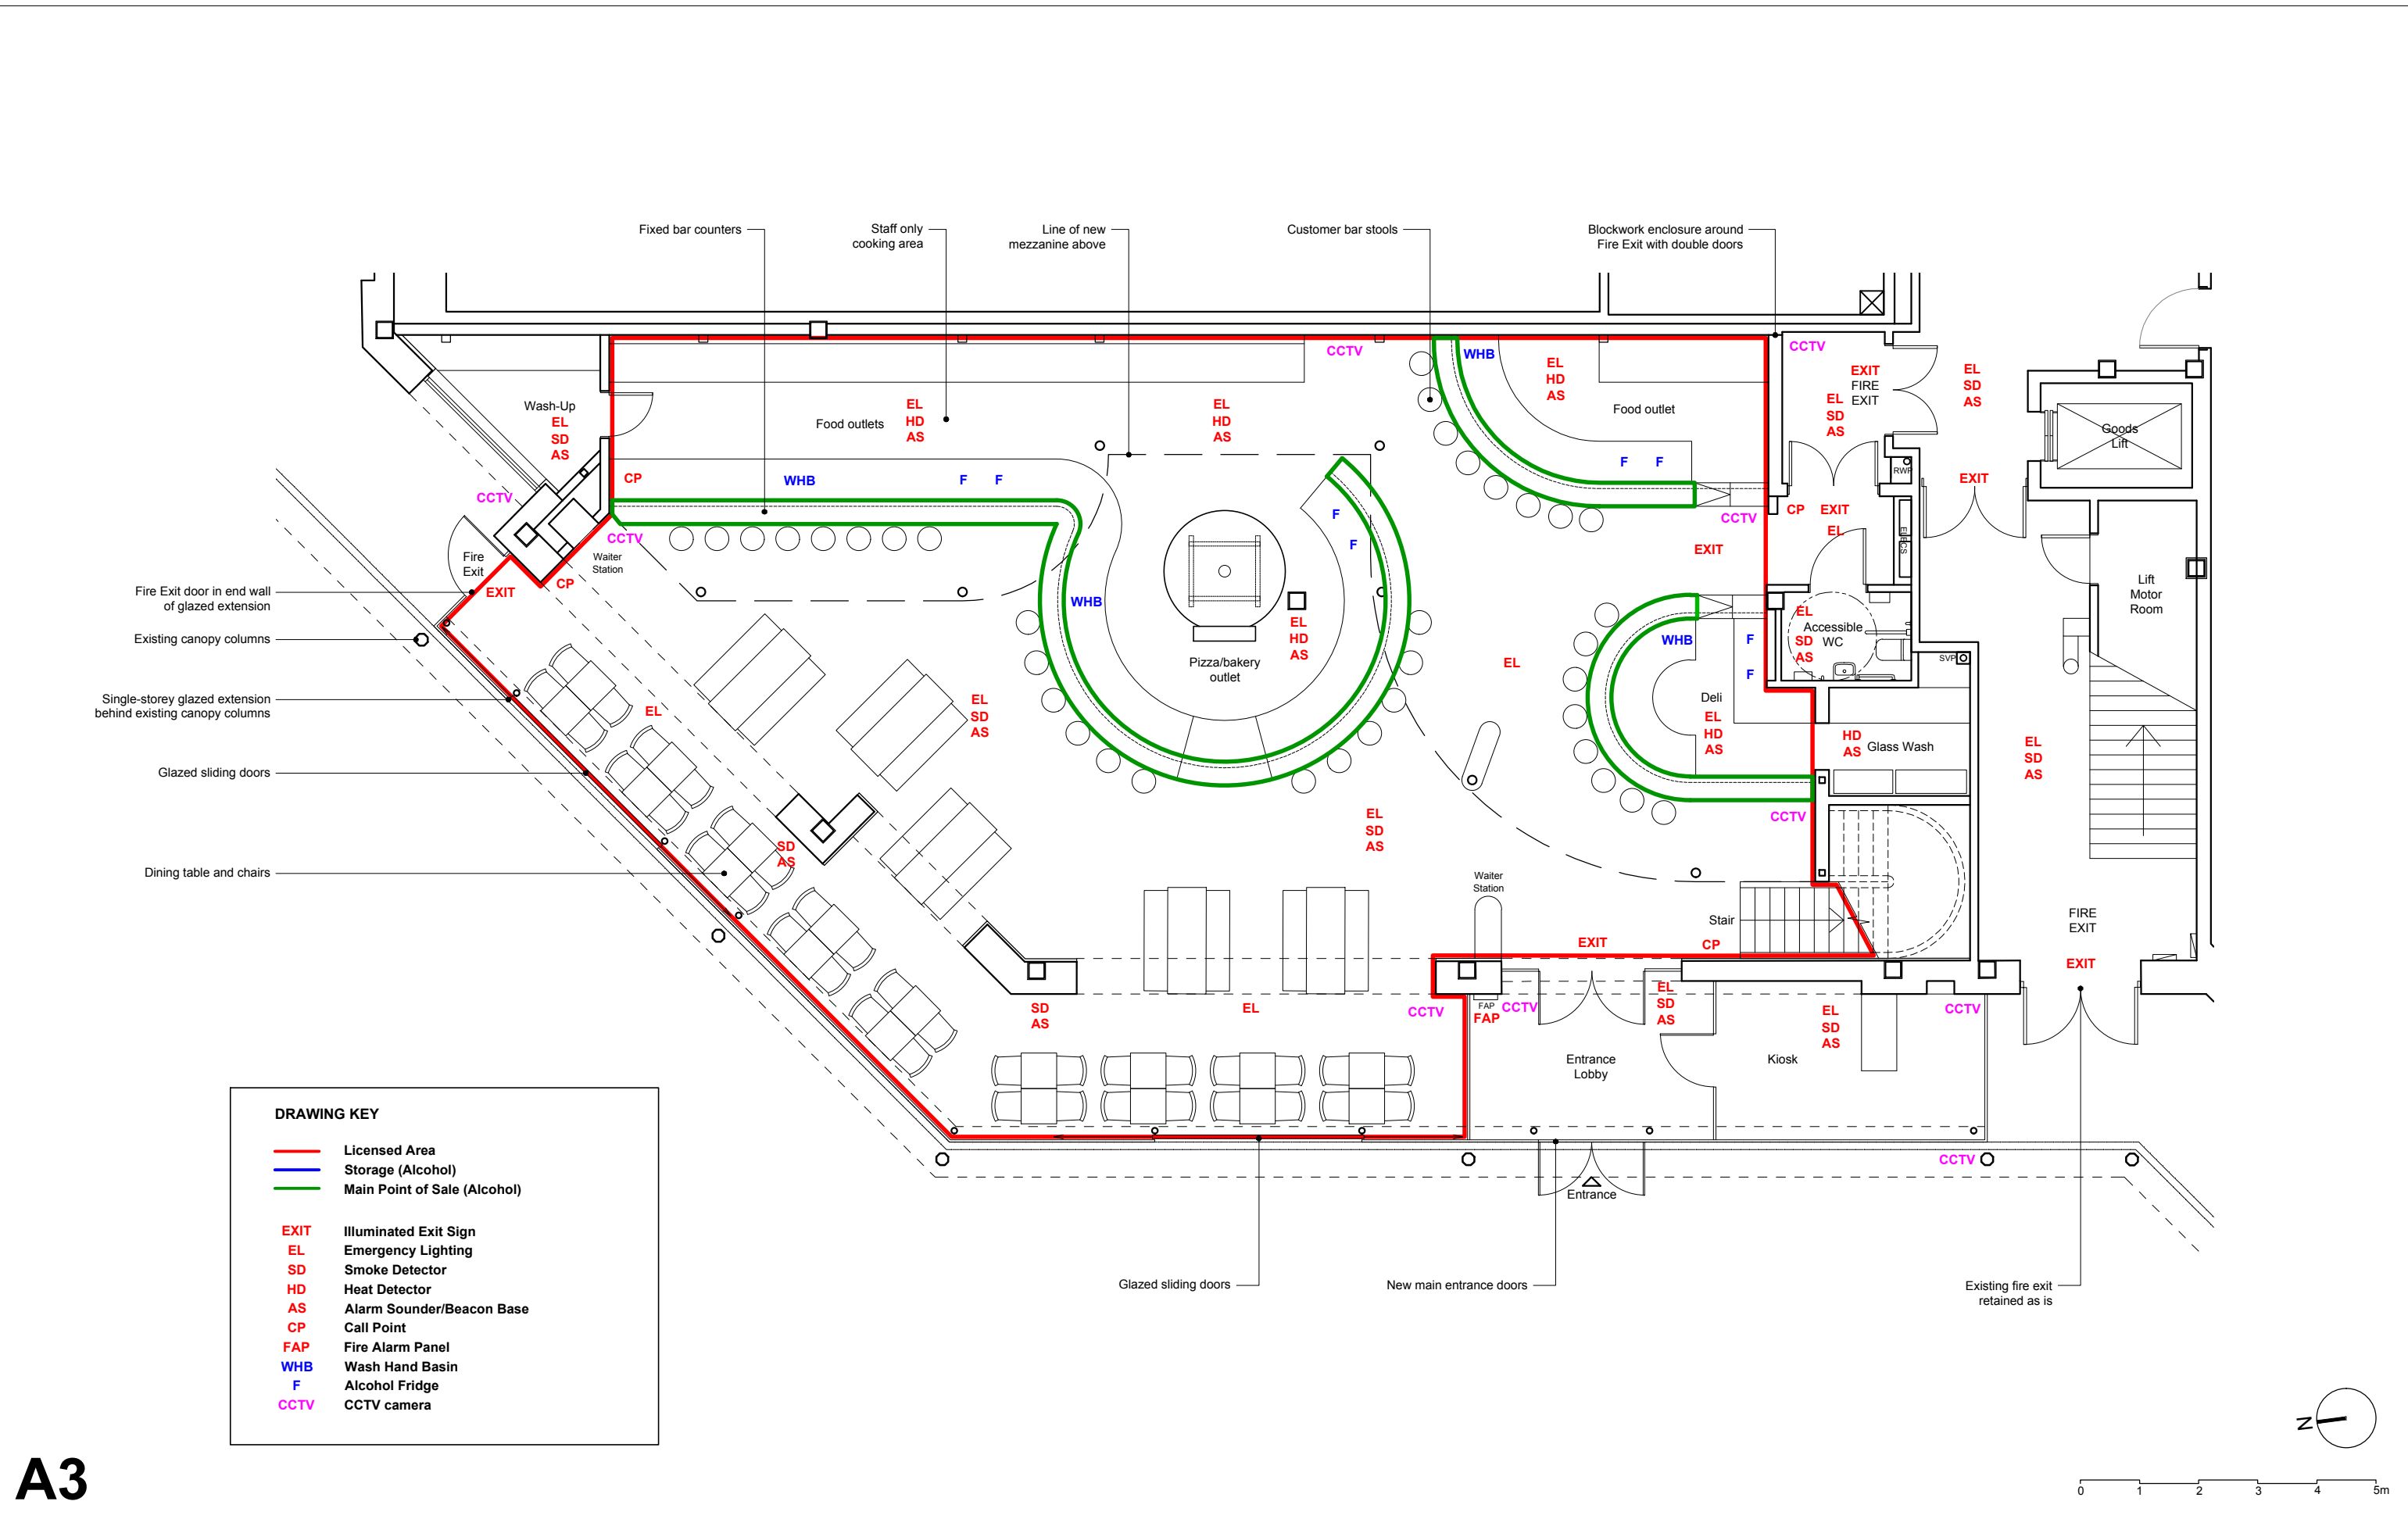 Fixed bar counters
Staff only
cooking area
Line of new
mezzanine above
Customer bar stools
Blockwork enclosure around
Fire Exit with double doors
CCTV
WHB
EL
HD
AS
CCTV
EXIT
FIRE
EXIT
EL
SD
AS
EL
SD
AS
Wash-Up
EL
SD
AS
Food outlets
EL
HD
AS
EL
HD
AS
Food outlet
Goods
Lift
CP
WHB
F
F
F
F
RWP
EXIT
CCTV
CCTV
F
F
CCTV
CP
EXIT
EL
ELECS
Fire
Exit
Waiter
Station
EXIT
CP
EXIT
Fire Exit door in end wall
of glazed extension
Existing canopy columns
WHB
EL
HD
AS
Pizza/bakery
outlet
EL
WHB
F
F
EL
SD
AS
Accessible
WC
SVP
Lift
Motor
Room
Single-storey glazed extension
behind existing canopy columns
EL
EL
SD
AS
Deli
EL
HD
AS
HD
AS
Glass Wash
EL
SD
AS
Glazed sliding doors
CCTV
EL
SD
AS
SD
AS
Dining table and chairs
Waiter
Station
Stair
EXIT
CP
FIRE
EXIT
EXIT
SD
AS
EL
CCTV
FAP
FAP
CCTV
EL
SD
AS
EL
SD
AS
CCTV
Entrance
Lobby
Kiosk
CCTV
Entrance
Glazed sliding doors
New main entrance doors
Existing fire exit
retained as is
DRAWING KEY
Licensed Area
Storage (Alcohol)
Main Point of Sale (Alcohol)
EXIT Illuminated Exit Sign
EL Emergency Lighting
SD Smoke Detector
HD Heat Detector
AS Alarm Sounder/Beacon Base
CP Call Point
FAP Fire Alarm Panel
WHB Wash Hand Basin
F Alcohol Fridge
CCTV CCTV camera
N
0 1 2 3 4 5m
A3